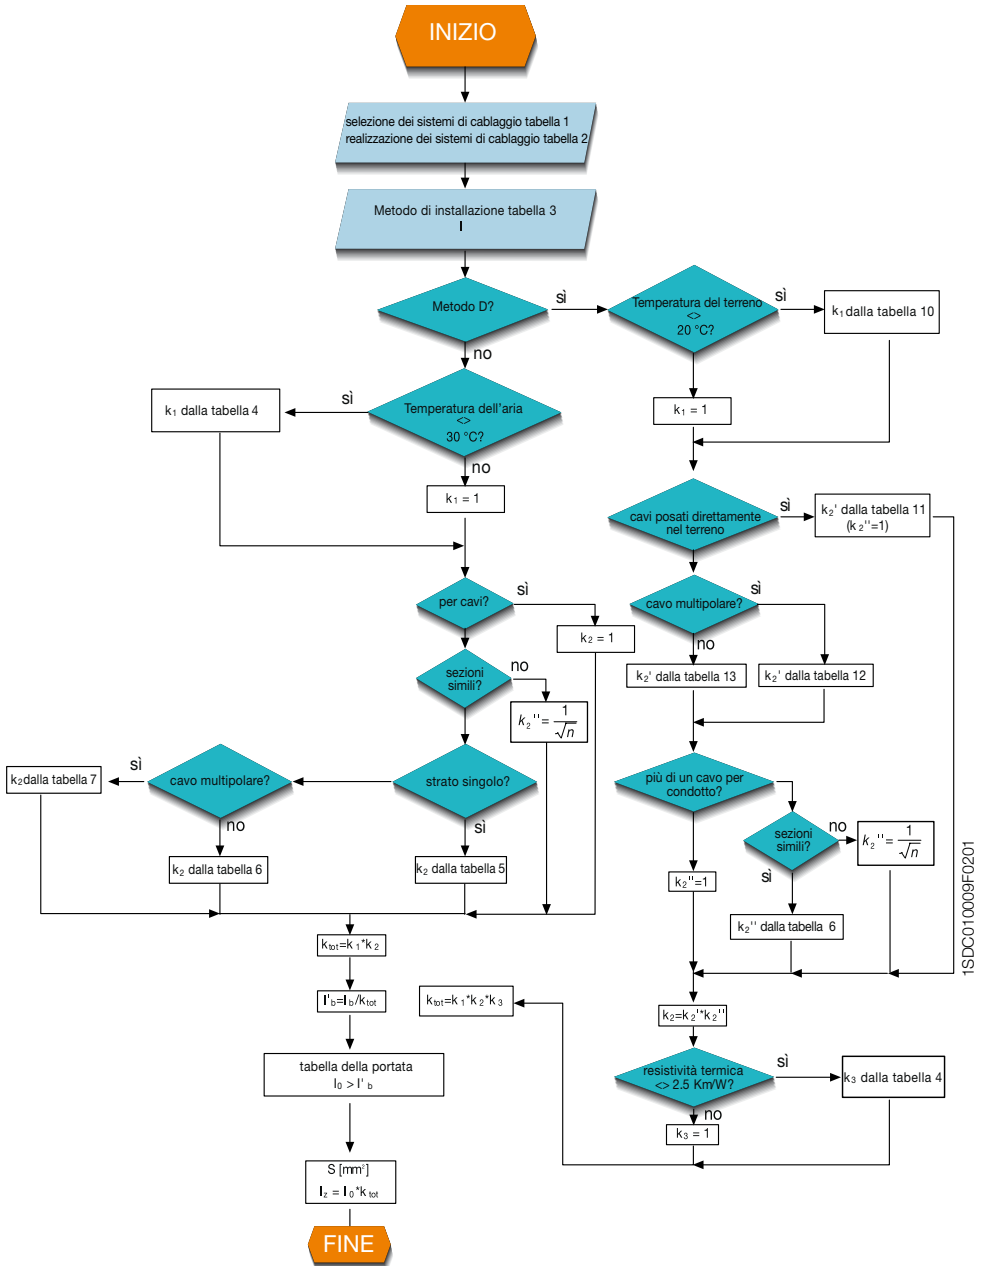 INIZIO
selezione dei sistemi di cablaggio tabella 1
realizzazione dei sistemi di cablaggio tabella 2
Metodo di installazione tabella 3
I
Metodo D?
sì
Temperatura del terreno
<>
20 °C?
sì
k₁ dalla tabella 10
no
k₁ = 1
k₁ dalla tabella 4
sì
Temperatura dell'aria
<>
30 °C?
no
k₁ = 1
cavi posati direttamente
nel terreno
sì
k₂' dalla tabella 11
(k₂''=1)
per cavi?
sì
k₂ = 1
cavo multipolare?
sì
no
k₂' dalla tabella 13
k₂' dalla tabella 12
sezioni
simili?
no
k₂'' = 1/√n
k₂ dalla tabella 7
sì
cavo multipolare?
strato singolo?
no
sì
k₂ dalla tabella 6
k₂ dalla tabella 5
più di un cavo per
condotto?
sezioni
simili?
no
k₂'' = 1/√n
sì
k₂''=1
k₂'' dalla tabella 6
kₜₒₜ=k₁*k₂
I'b=Ib/kₜₒₜ
kₜₒₜ=k₁*k₂*k₃
k₂=k₂'*k₂''
tabella della portata
I₀ > I' b
resistività termica
<> 2.5 Km/W?
sì
k₃ dalla tabella 4
no
k₃ = 1
S [mm²]
I_z = I₀*kₜₒₜ
FINE
1SDC010009F0201